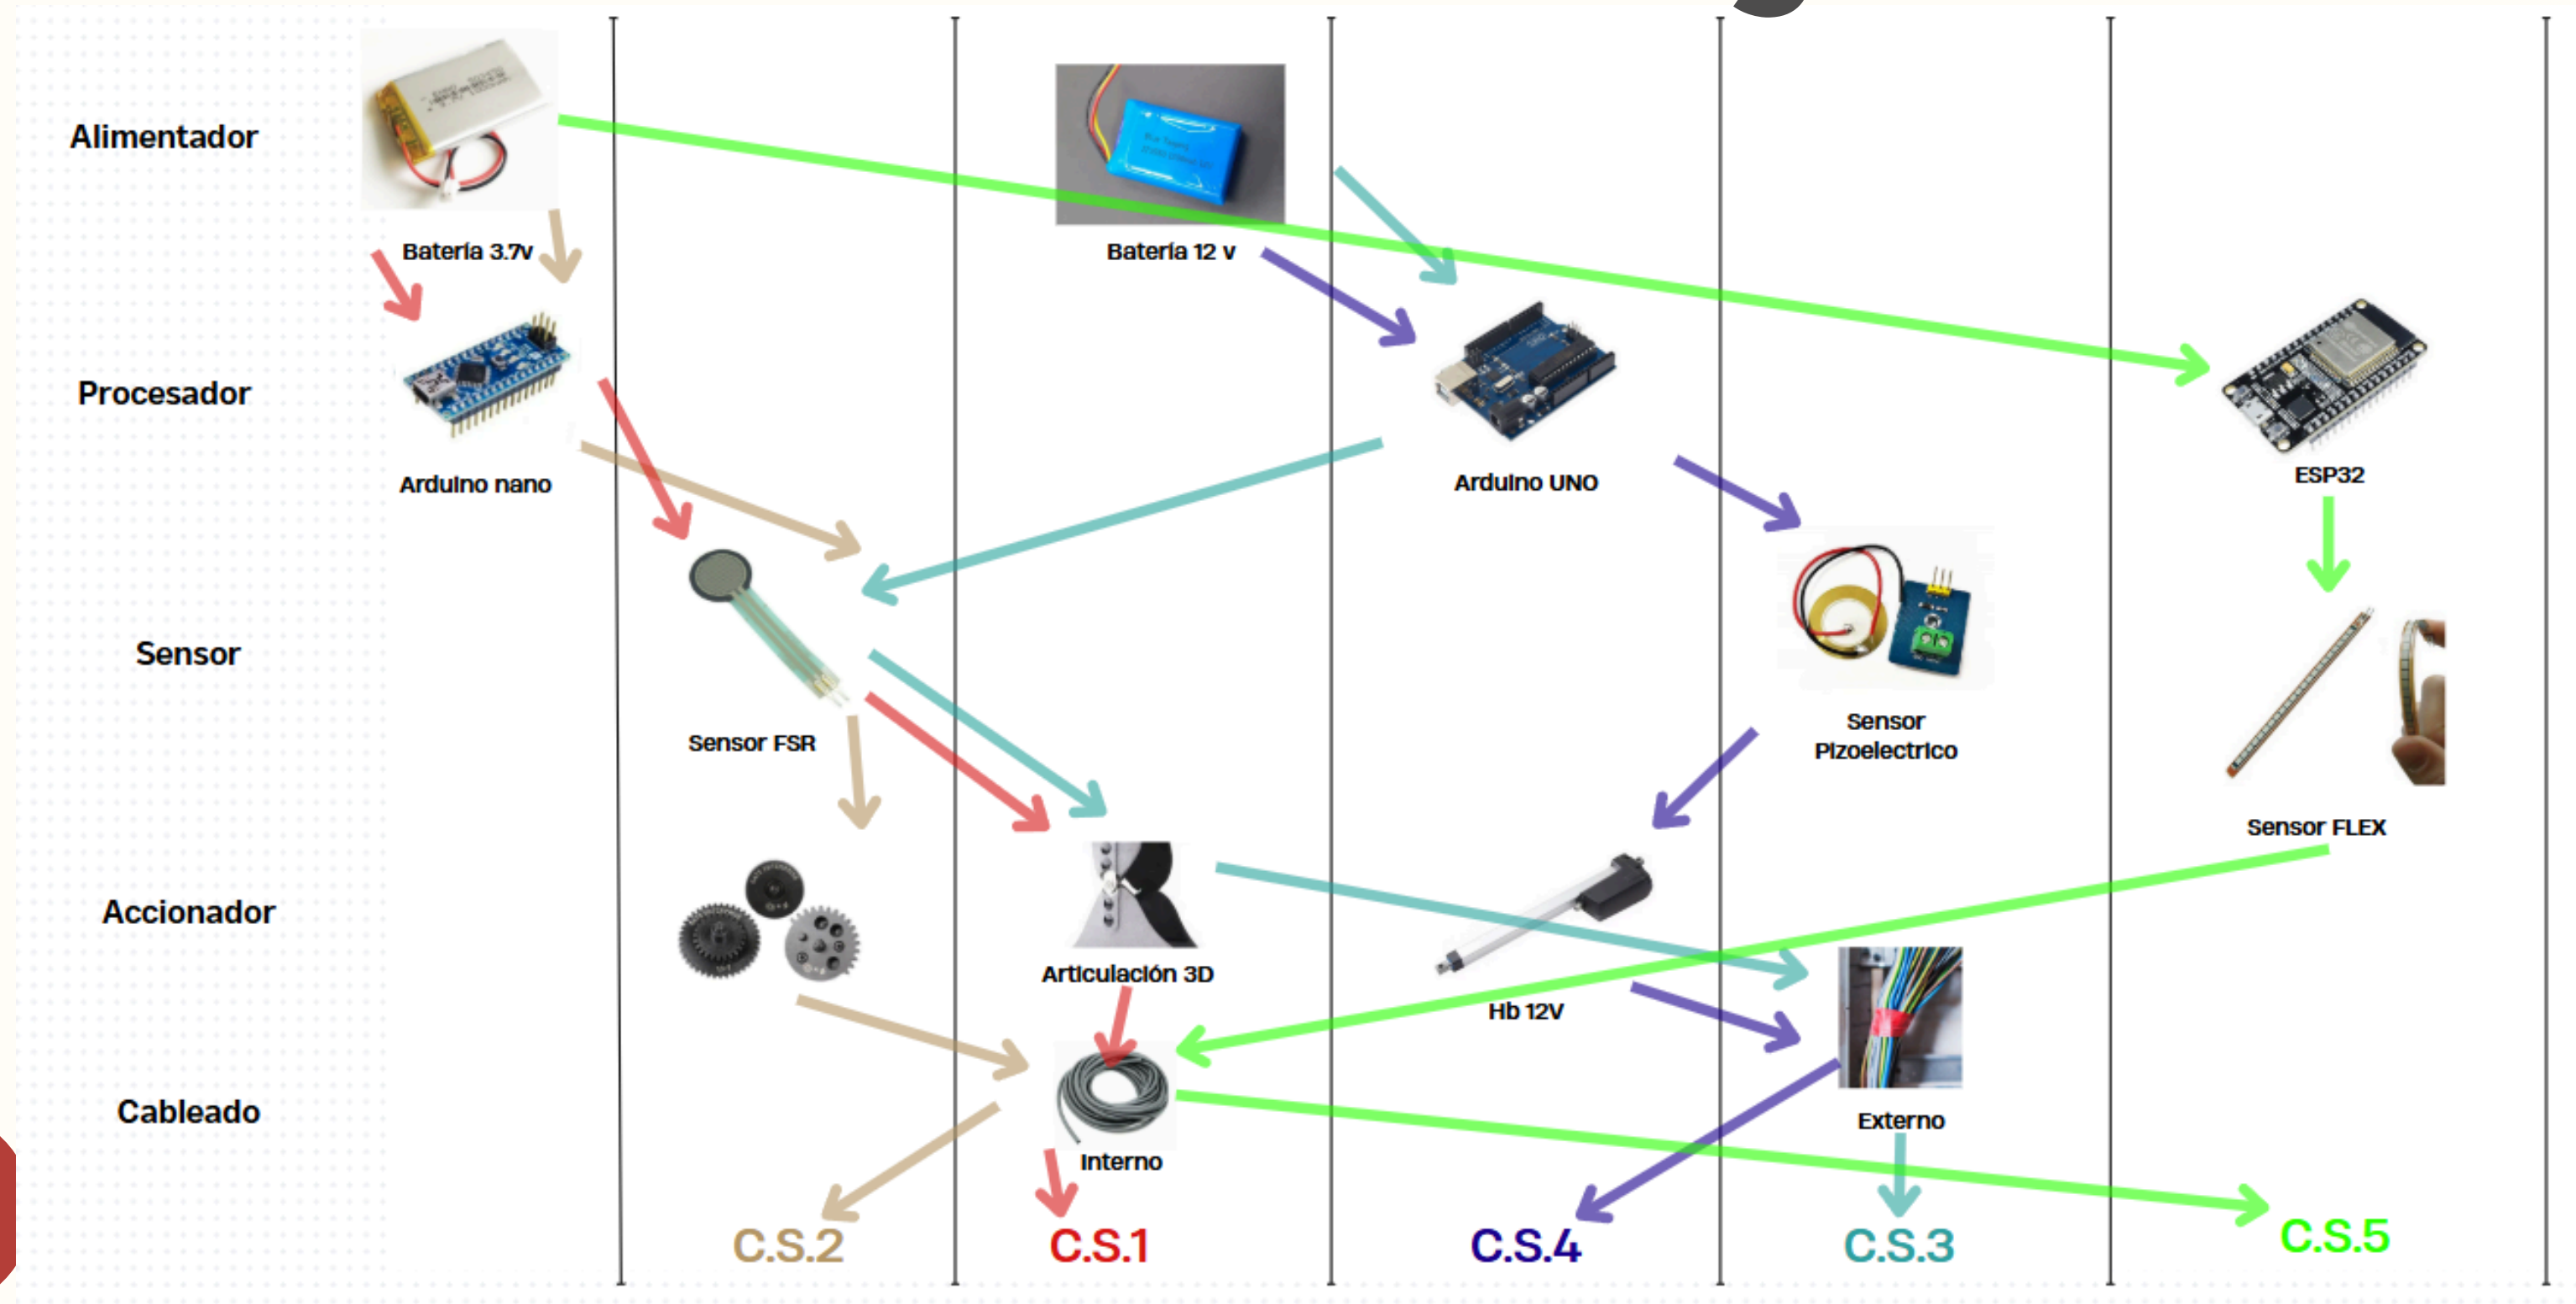 Alimentador
Batería 3.7v
Batería 12 v
Procesador
Arduino nano
Arduino UNO
ESP32
Sensor
Sensor FSR
Sensor
Pizoelectrico
Sensor FLEX
Accionador
Articulación 3D
Hb 12V
Cableado
Interno
Externo
C.S.2
C.S.1
C.S.4
C.S.3
C.S.5